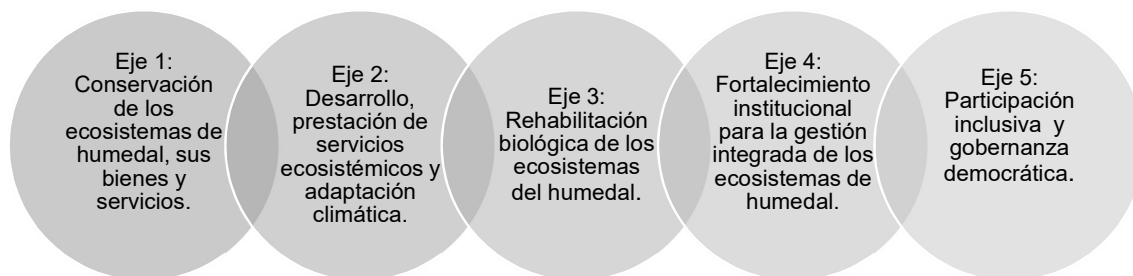 Eje 1:
Conservación
de los
ecosistemas de
humedal, sus
bienes y
servicios.
Eje 2:
Desarrollo,
prestación de
servicios
ecosistémicos y
adaptación
climática.
Eje 3:
Rehabilitación
biológica de los
ecosistemas
del humedal.
Eje 4:
Fortalecimiento
institucional
para la gestión
integrada de los
ecosistemas de
humedal.
Eje 5:
Participación
inclusiva y
gobernanza
democrática.